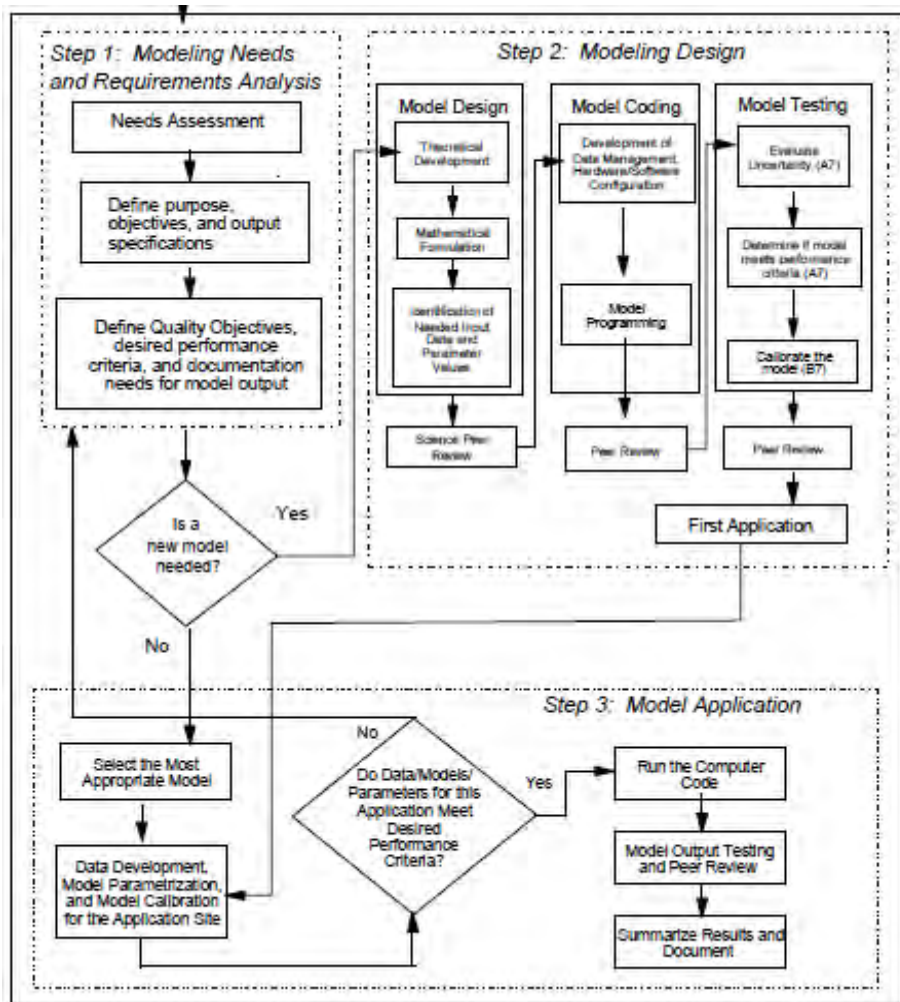 Step 1: Modeling Needs
and Requirements Analysis
Needs Assessment
Define purpose,
objectives, and output
specifications
Define Quality Objectives,
desired performance
criteria, and documentation
needs for model output
Is a
new model
needed?
Yes
No
Step 2: Modeling Design
Model Design
Theoretical
Development
Mathematical
Formulation
Identification of
Needed Input
Data and
Parameter
Values
Science Peer
Review
Model Coding
Development of
Data Management,
Hardware/Software
Configuration
Model
Programming
Peer Review
Model Testing
Evaluate
Uncertainty (A7)
Determine if model
meets performance
criteria (A7)
Calibrate the
model (B7)
Peer Review
First Application
Step 3: Model Application
Select the Most
Appropriate Model
Data Development,
Model Parametrization,
and Model Calibration
for the Application Site
No
Do Data/Models/
Parameters for this
Application Meet
Desired
Performance
Criteria?
Yes
Run the Computer
Code
Model Output Testing
and Peer Review
Summarize Results and
Document